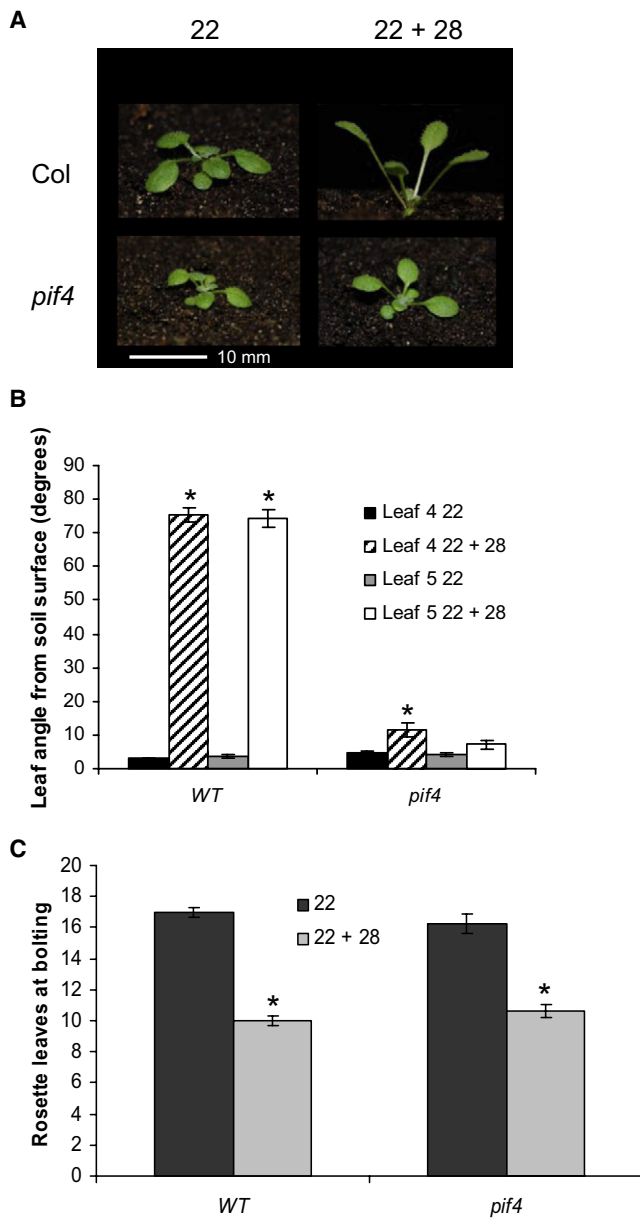 A
22
22 + 28
Col
pif4
10 mm
B
Leaf angle from soil surface (degrees)
90
80
70
60
50
40
30
20
10
0
*
*
*
Leaf 4 22
Leaf 4 22 + 28
Leaf 5 22
Leaf 5 22 + 28
WT
pif4
C
Rosette leaves at bolting
20
18
16
14
12
10
8
6
4
2
0
22
22 + 28
*
*
WT
pif4